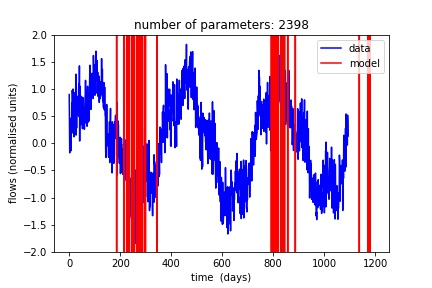 number of parameters: 2398
2.0
1.5
1.0
0.5
0.0
−0.5
−1.0
−1.5
−2.0
flows (normalised units)
data
model
0 200 400 600 800 1000 1200
time (days)